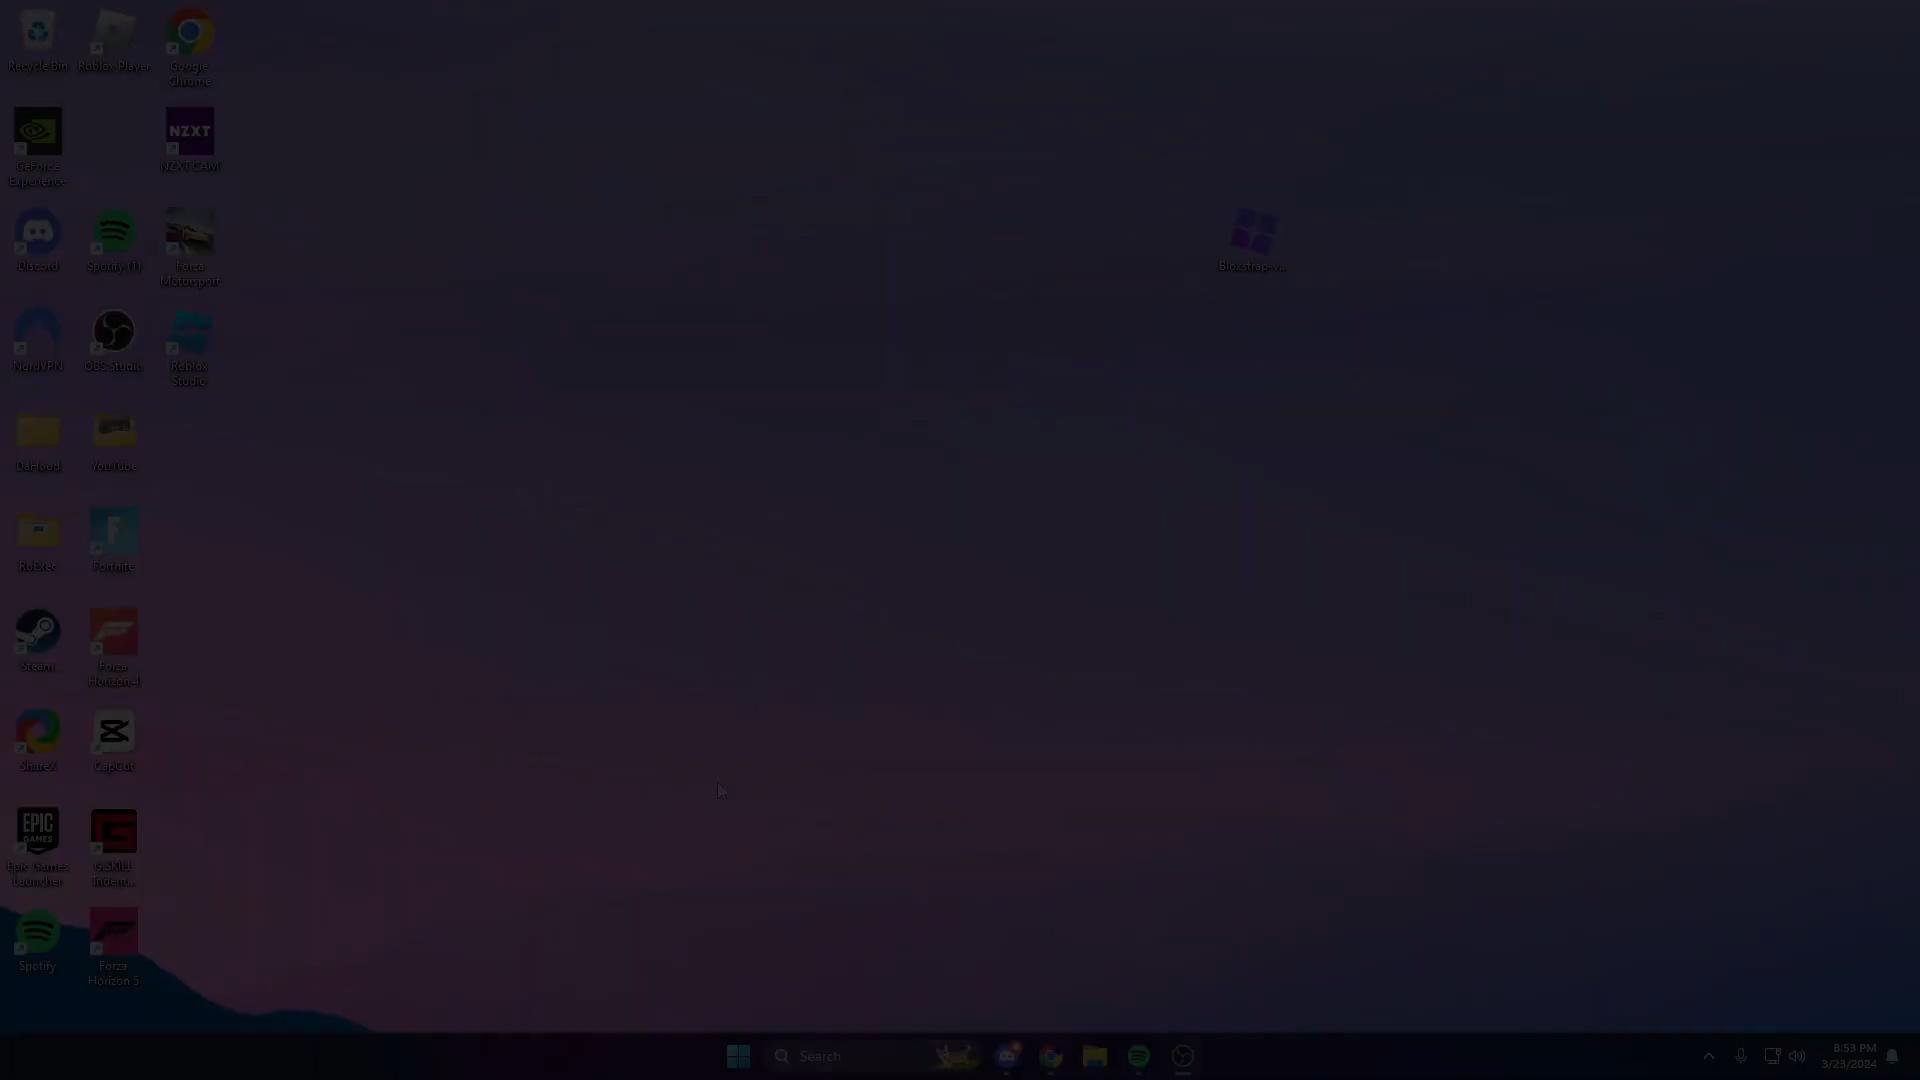 Recycle Bin
Roblox Player
Google
Chrome
GeForce
Experience
NZXT
NZXT CAM
Discord
Spotify (1)
Forza
Motorsport
Bloxstrap-v...
NordVPN
OBS Studio
Roblox
Studio
DaHood
YouTube
RoExec
Fortnite
Steam
Forza
Horizon 4
ShareX
CapCut
EPIC
GAMES
Epic Games
Launcher
G.SKILL
Trident...
Spotify
Forza
Horizon 5
Search
8:53 PM
3/23/2024